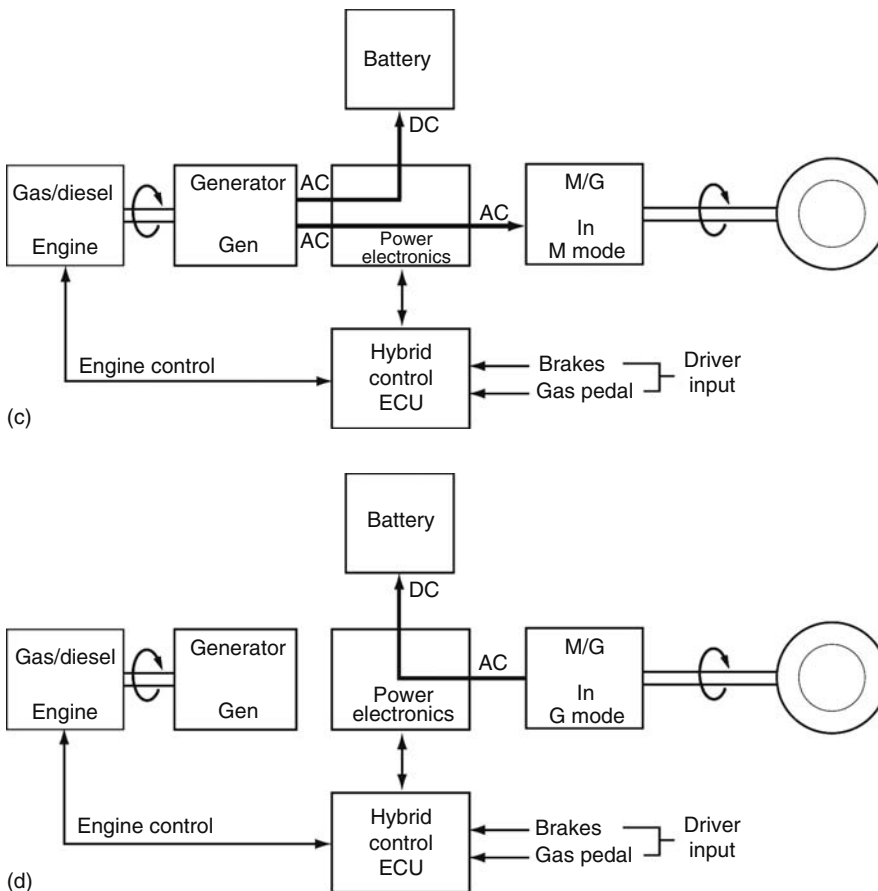 Battery
DC
Gas/diesel
Engine
Generator
Gen
AC
AC
Power
electronics
AC
M/G
In
M mode
Engine control
Hybrid
control
ECU
Brakes
Gas pedal
Driver
input
(c)
Battery
DC
Gas/diesel
Engine
Generator
Gen
Power
electronics
AC
M/G
In
G mode
Engine control
Hybrid
control
ECU
Brakes
Gas pedal
Driver
input
(d)